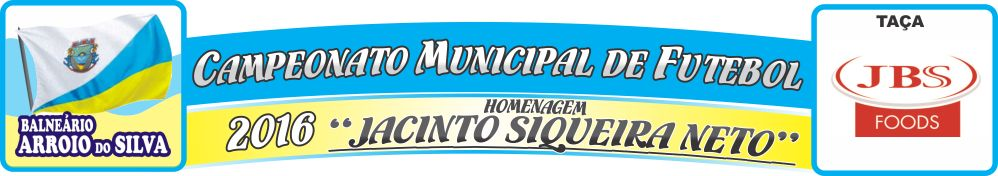 BALNEÁRIO
ARROIO DO SILVA
CAMPEONATO MUNICIPAL DE FUTEBOL
HOMENAGEM
2016 “JACINTO SIQUEIRA NETO”
TAÇA
JBS
FOODS